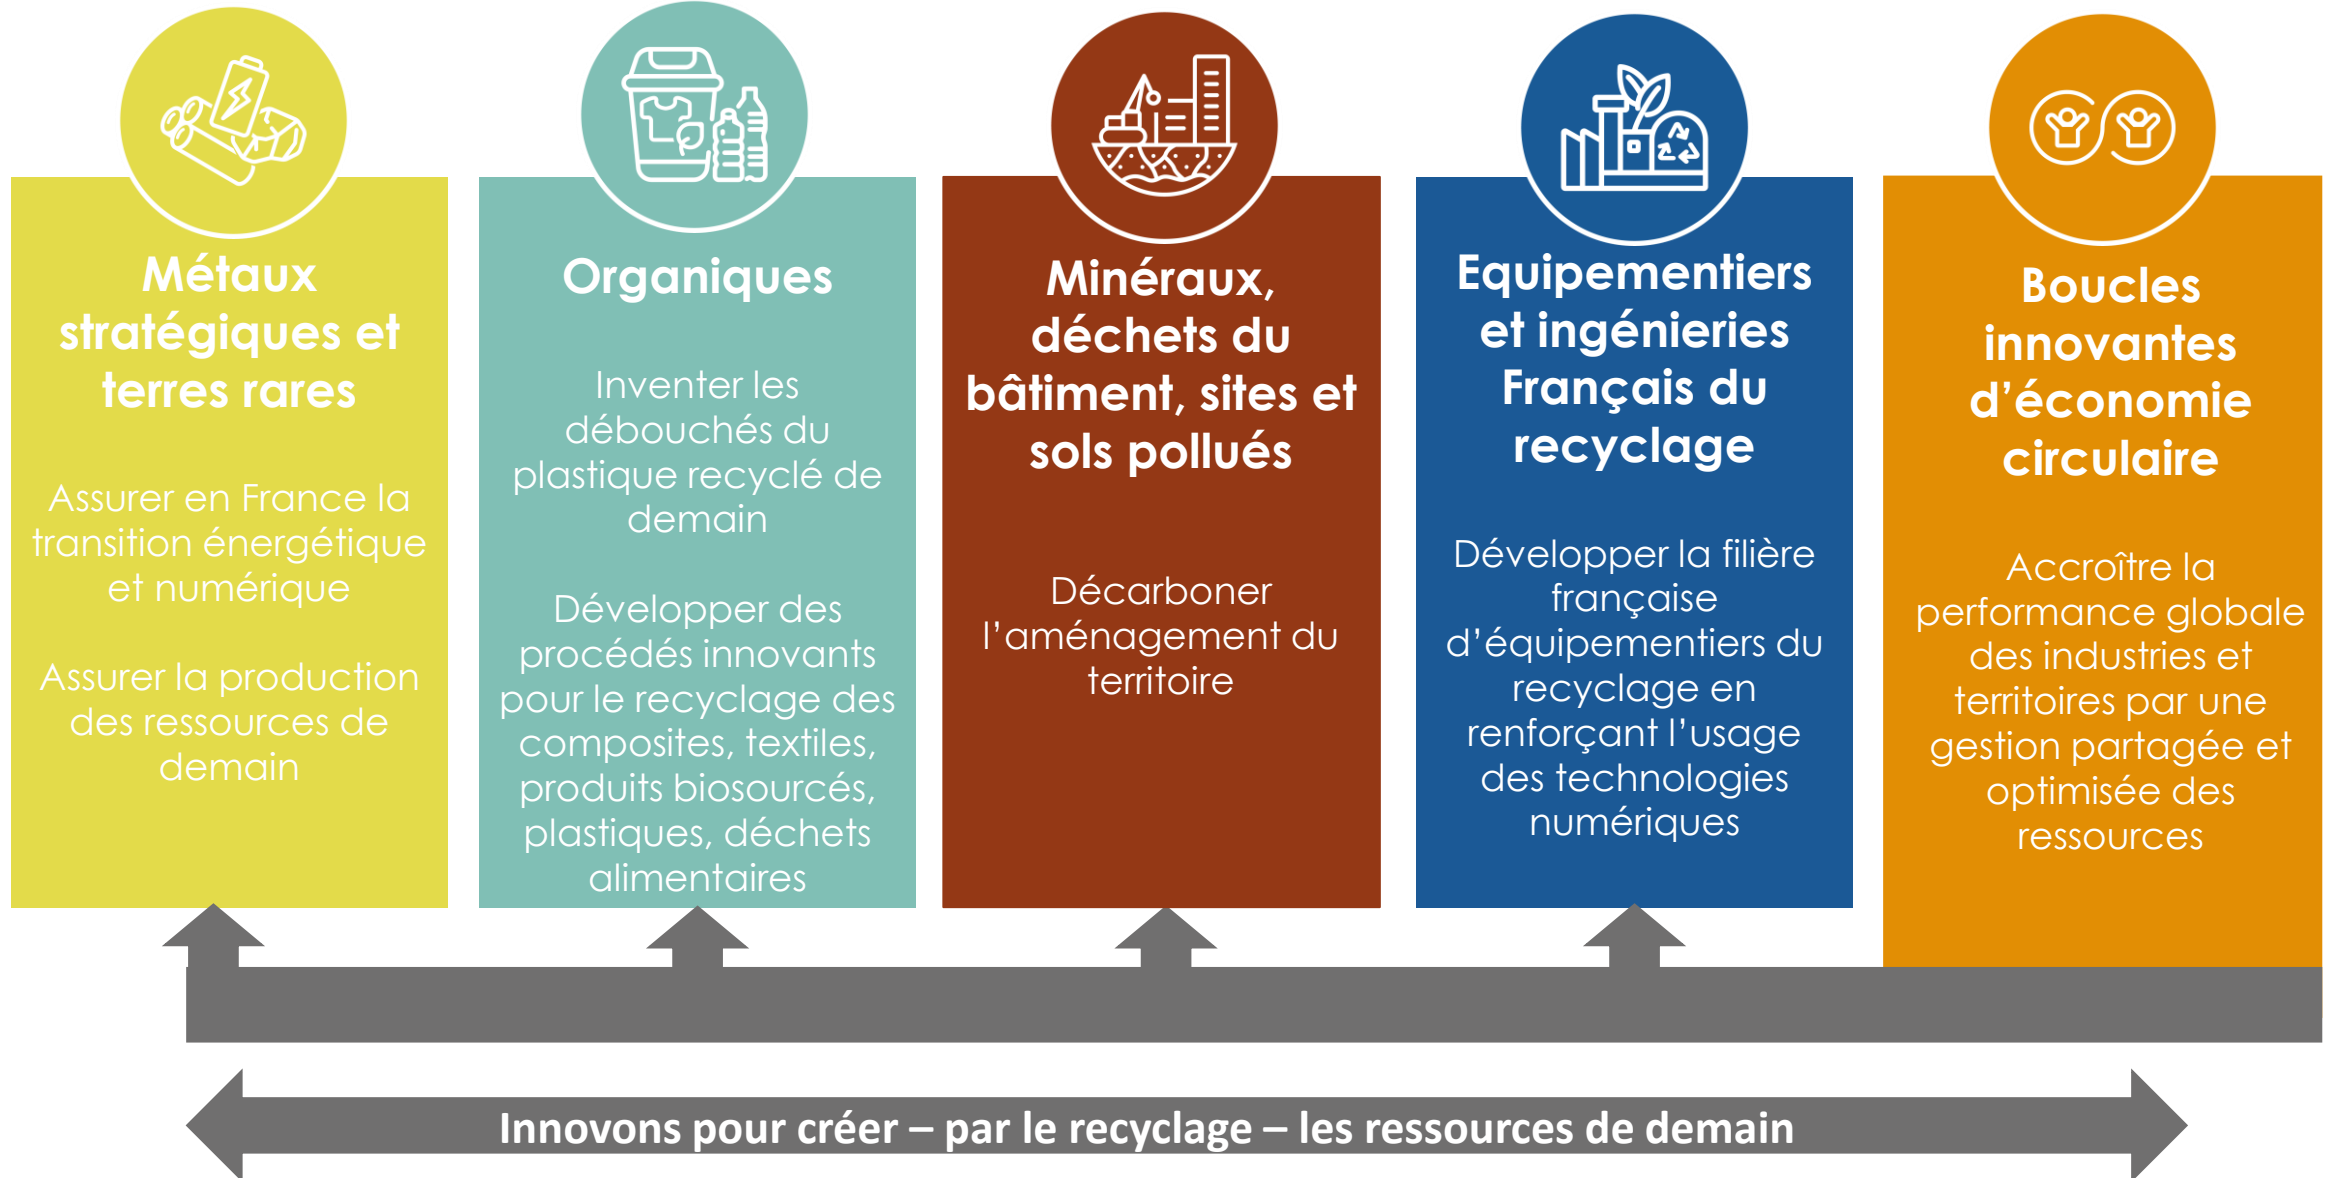 Métaux
stratégiques et
terres rares
Assurer en France la
transition énergétique
et numérique
Assurer la production
des ressources de
demain
Organiques
Inventer les
débouchés du
plastique recyclé de
demain
Développer des
procédés innovants
pour le recyclage des
composites, textiles,
produits biosourcés,
plastiques, déchets
alimentaires
Minéraux,
déchets du
bâtiment, sites et
sols pollués
Décarboner
l’aménagement du
territoire
Equipementiers
et ingénieries
Français du
recyclage
Développer la filière
française
d’équipementiers du
recyclage en
renforçant l’usage
des technologies
numériques
Boucles
innovantes
d’économie
circulaire
Accroître la
performance globale
des industries et
territoires par une
gestion partagée et
optimisée des
ressources
Innovons pour créer – par le recyclage – les ressources de demain